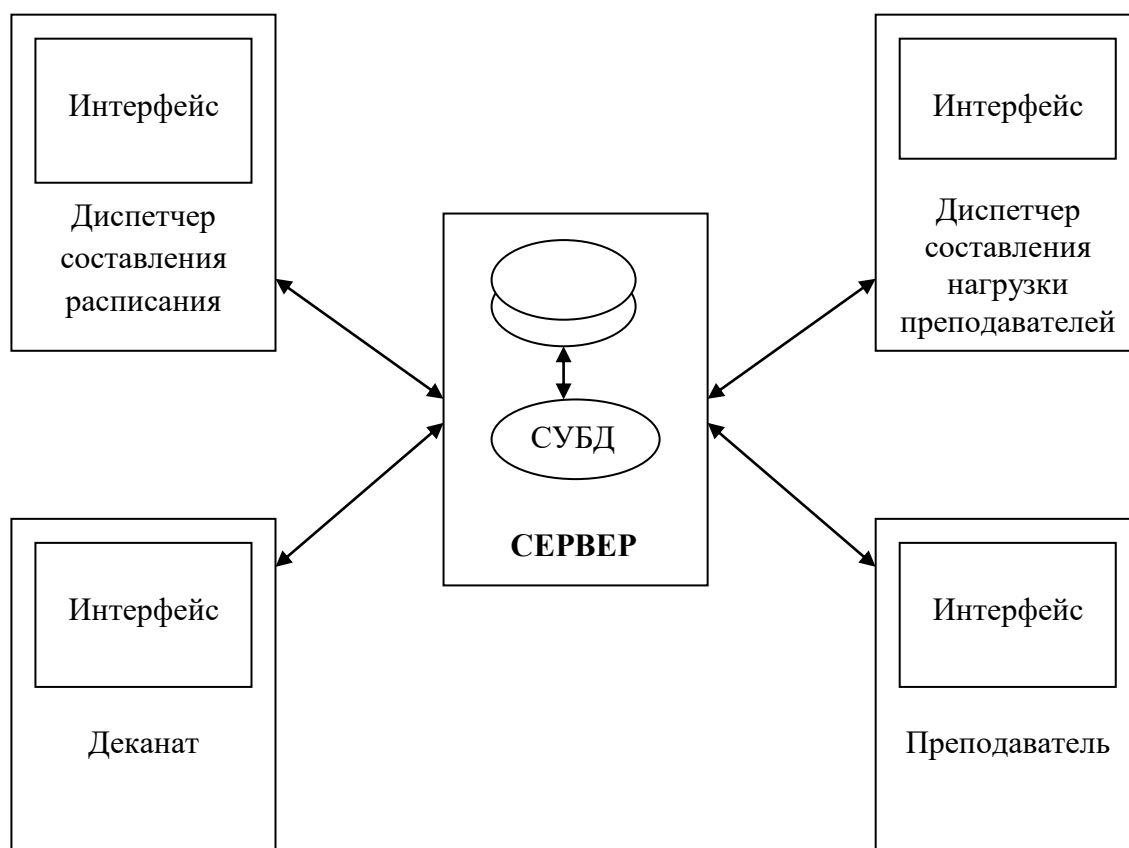 Интерфейс
Диспетчер
составления
расписания
Интерфейс
Диспетчер
составления
нагрузки
преподавателей
СУБД
СЕРВЕР
Интерфейс
Деканат
Интерфейс
Преподаватель